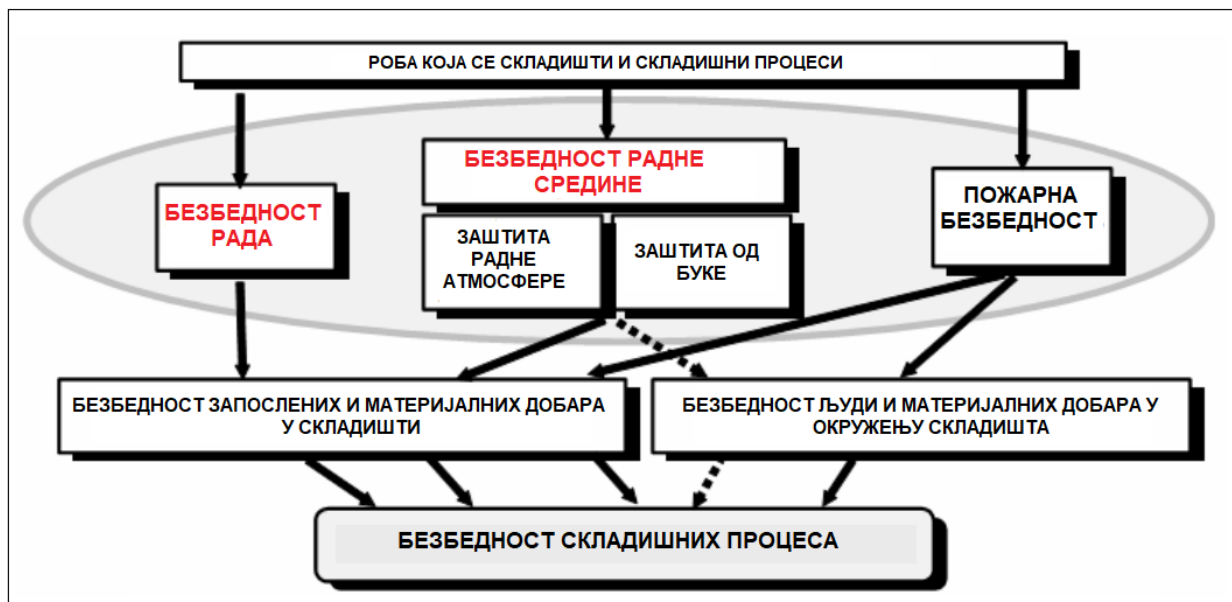 РОБА КОЈА СЕ СКЛАДИШТИ И СКЛАДИШНИ ПРОЦЕСИ
БЕЗБЕДНОСТ РАДНЕ
СРЕДИНЕ
БЕЗБЕДНОСТ
РАДА
ЗАШТИТА
РАДНЕ
АТМОСФЕРЕ
ЗАШТИТА ОД
БУКЕ
ПОЖАРНА
БЕЗБЕДНОСТ
БЕЗБЕДНОСТ ЗАПОСЛЕНИХ И МАТЕРИЈАЛНИХ ДОБАРА
У СКЛАДИШТИ
БЕЗБЕДНОСТ ЉУДИ И МАТЕРИЈАЛНИХ ДОБАРА У
ОКРУЖЕЊУ СКЛАДИШТА
БЕЗБЕДНОСТ СКЛАДИШНИХ ПРОЦЕСА